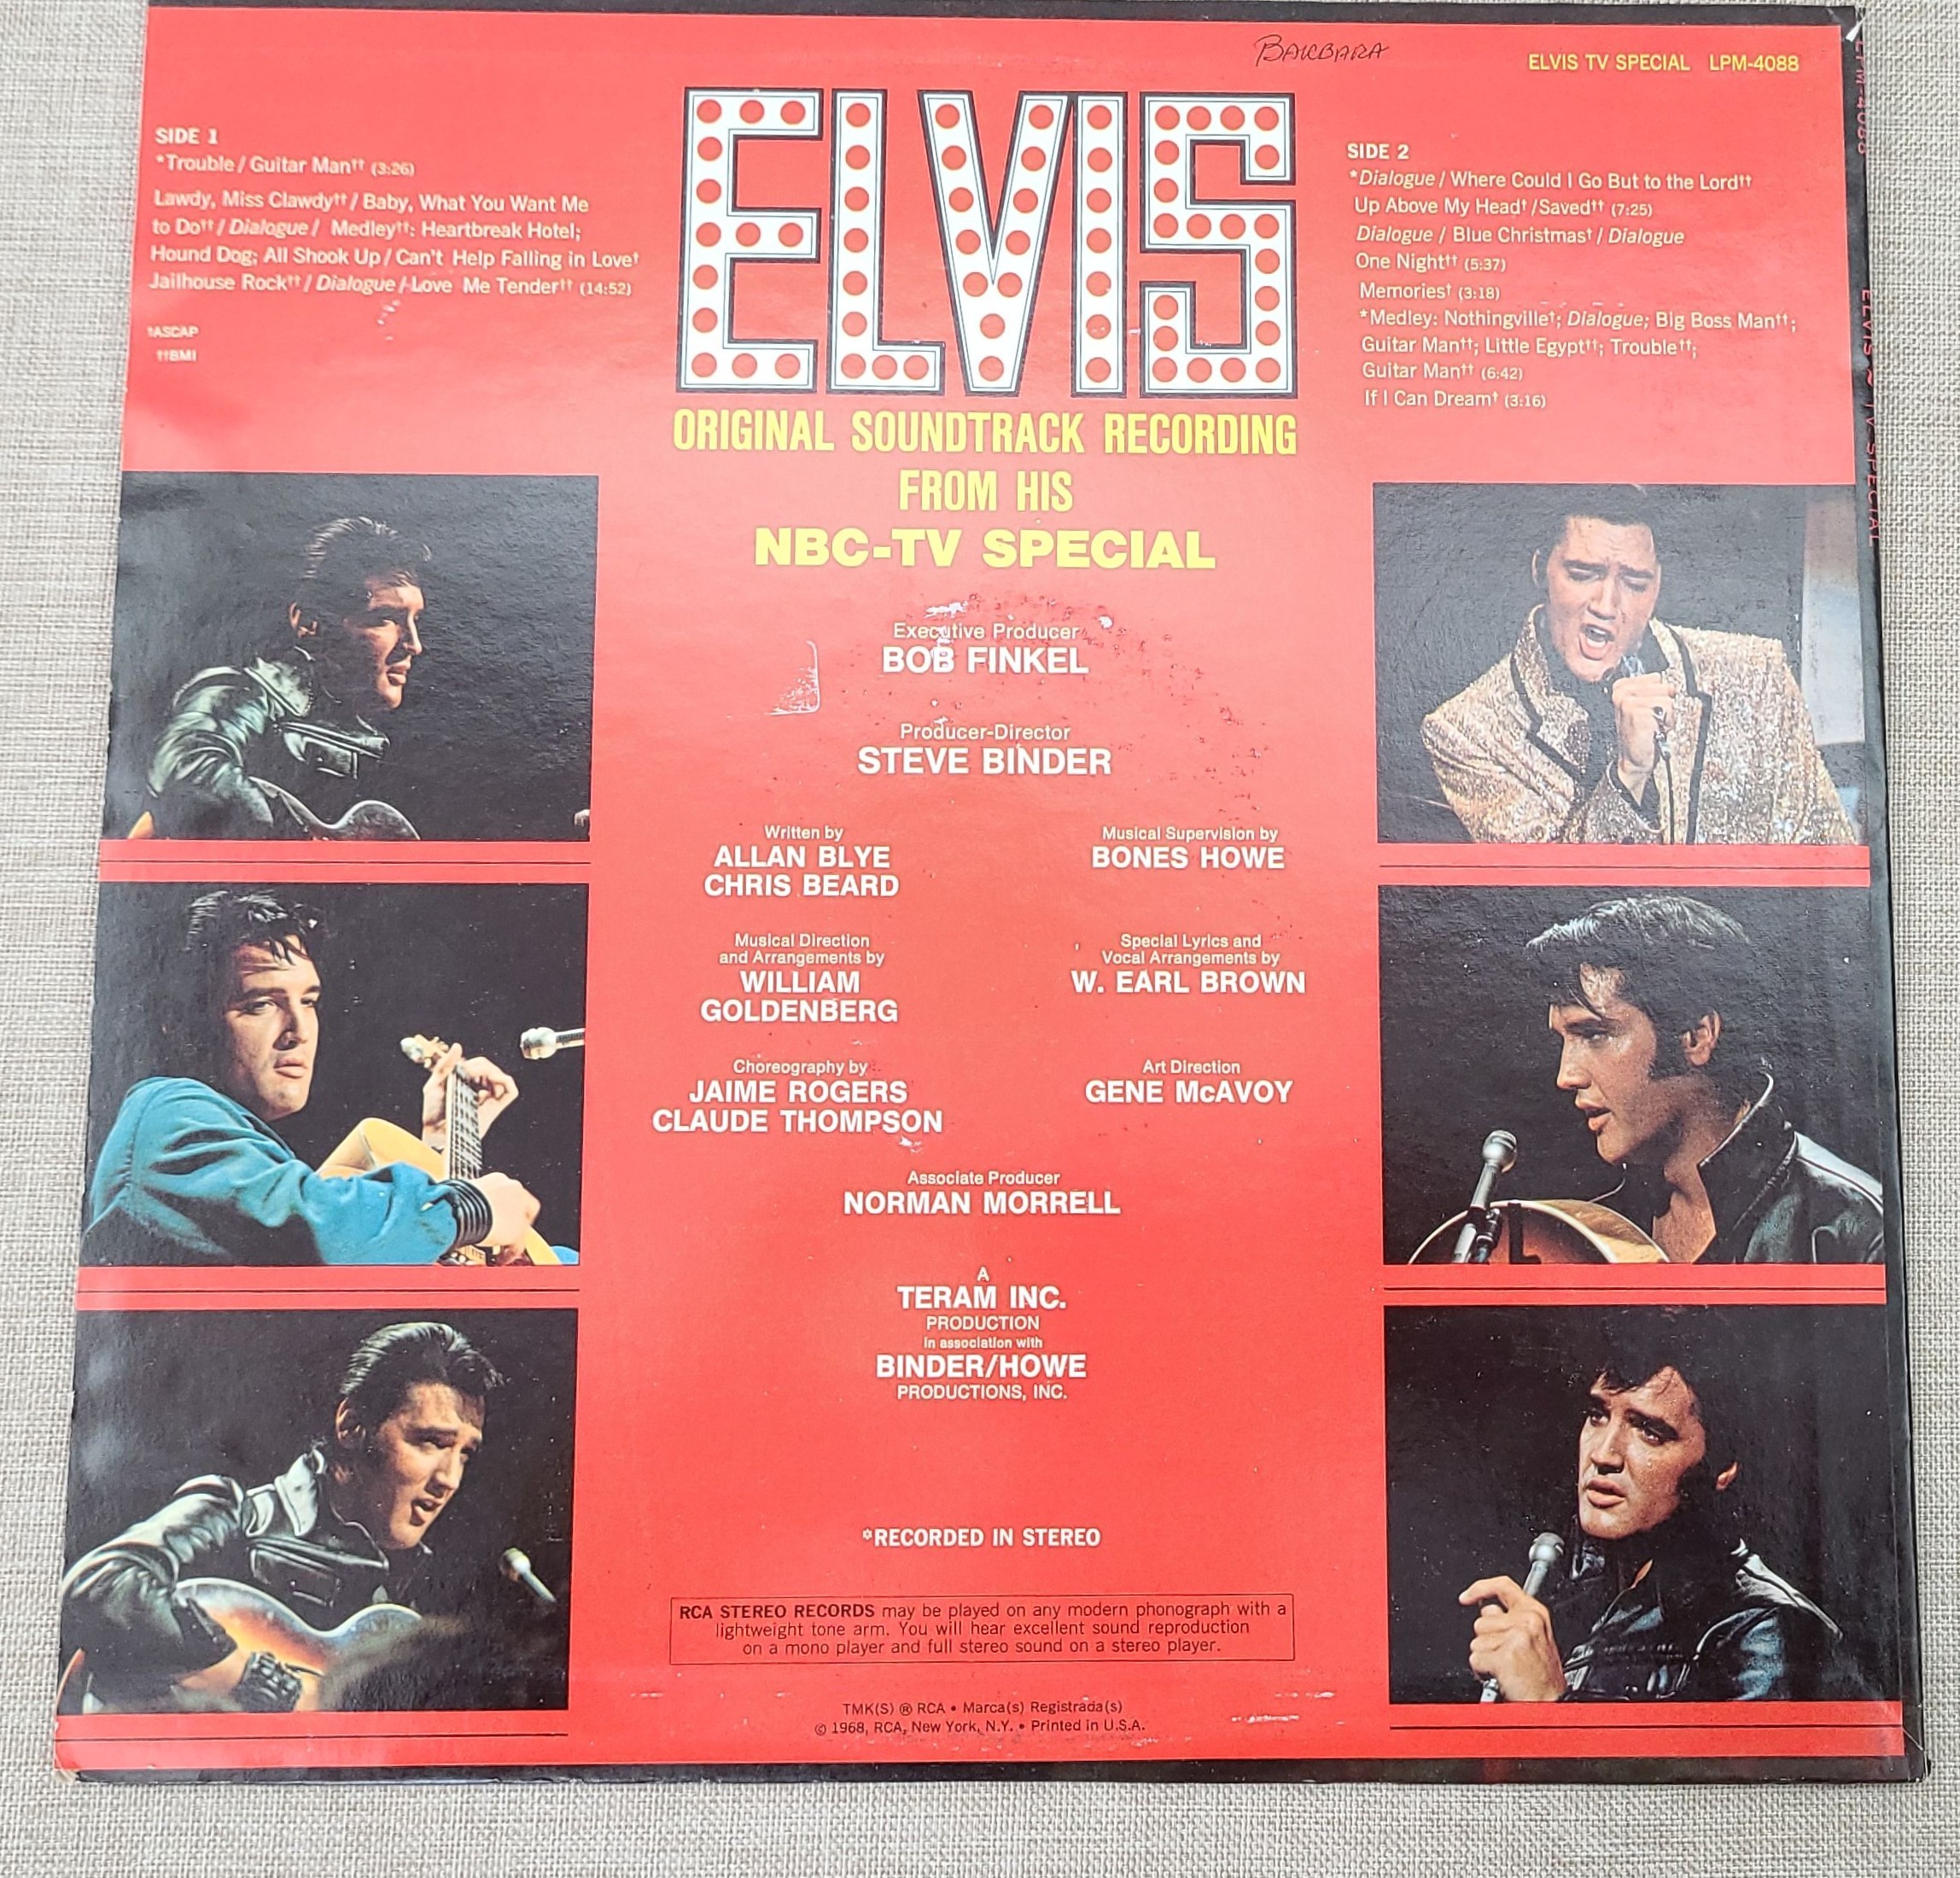 BARBARA
ELVIS TV SPECIAL LPM-4088
ELVIS
SIDE 1
*Trouble / Guitar Man†† (3:26)
Lawdy, Miss Clawdy†† / Baby, What You Want Me
to Do†† / Dialogue / Medley††: Heartbreak Hotel;
Hound Dog; All Shook Up / Can't Help Falling in Love†
Jailhouse Rock†† / Dialogue / Love Me Tender†† (14:52)
†ASCAP
††BMI
SIDE 2
*Dialogue / Where Could I Go But to the Lord††
Up Above My Head† / Saved†† (7:25)
Dialogue / Blue Christmas† / Dialogue
One Night†† (5:37)
Memories† (3:18)
*Medley: Nothingville†; Dialogue; Big Boss Man††;
Guitar Man††; Little Egypt††; Trouble††;
Guitar Man†† (6:42)
If I Can Dream† (3:16)
ORIGINAL SOUNDTRACK RECORDING
FROM HIS
NBC-TV SPECIAL
Executive Producer
BOB FINKEL
Producer-Director
STEVE BINDER
Written by
ALLAN BLYE
CHRIS BEARD
Musical Supervision by
BONES HOWE
Musical Direction
and Arrangements by
WILLIAM
GOLDENBERG
Special Lyrics and
Vocal Arrangements by
W. EARL BROWN
Choreography by
JAIME ROGERS
CLAUDE THOMPSON
Art Direction
GENE McAVOY
Associate Producer
NORMAN MORRELL
A
TERAM INC.
PRODUCTION
in association with
BINDER/HOWE
PRODUCTIONS, INC.
*RECORDED IN STEREO
RCA STEREO RECORDS may be played on any modern phonograph with a
lightweight tone arm. You will hear excellent sound reproduction
on a mono player and full stereo sound on a stereo player.
TMK(S) ® RCA • Marca(s) Registrada(s)
© 1968, RCA, New York, N.Y. • Printed in U.S.A.
LPM-4088
ELVIS ~ TV SPECIAL